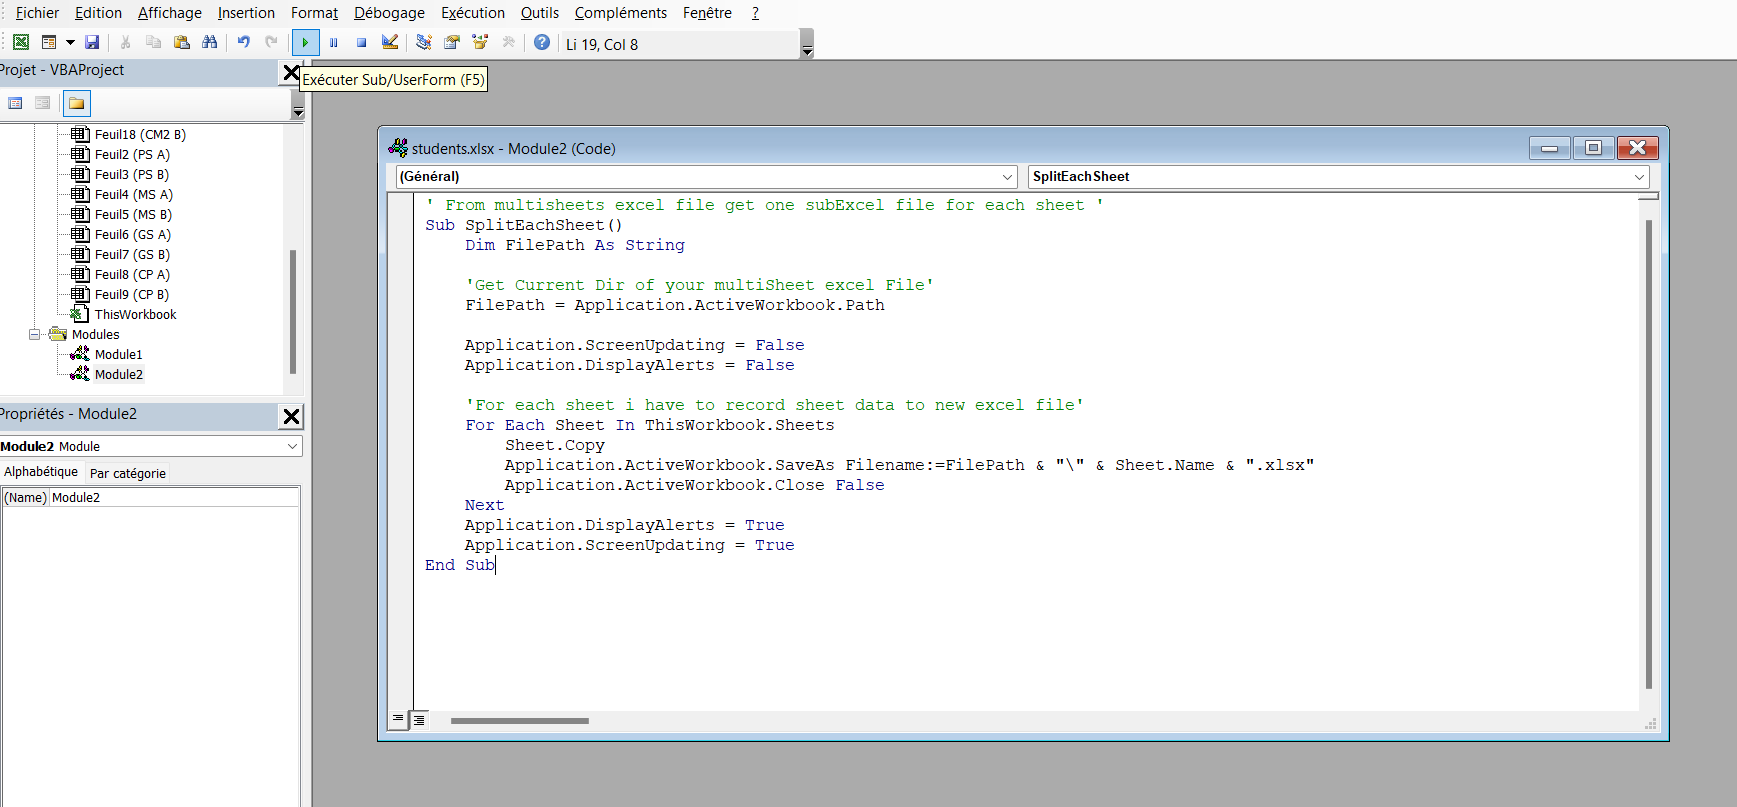 Fichier Edition Affichage Insertion Format Débogage Exécution Outils Compléments Fenêtre ?
Li 19, Col 8
Projet - VBAProject
Exécuter Sub/UserForm (F5)
Feuil18 (CM2 B)
Feuil2 (PS A)
Feuil3 (PS B)
Feuil4 (MS A)
Feuil5 (MS B)
Feuil6 (GS A)
Feuil7 (GS B)
Feuil8 (CP A)
Feuil9 (CP B)
ThisWorkbook
Modules
Module1
Module2
Propriétés - Module2
Module2 Module
Alphabétique Par catégorie
(Name) Module2
students.xlsx - Module2 (Code)
(Général) SplitEachSheet
' From multisheets excel file get one subExcel file for each sheet '
Sub SplitEachSheet()
Dim FilePath As String
'Get Current Dir of your multiSheet excel File'
FilePath = Application.ActiveWorkbook.Path
Application.ScreenUpdating = False
Application.DisplayAlerts = False
'For each sheet i have to record sheet data to new excel file'
For Each Sheet In ThisWorkbook.Sheets
Sheet.Copy
Application.ActiveWorkbook.SaveAs Filename:=FilePath & "\" & Sheet.Name & ".xlsx"
Application.ActiveWorkbook.Close False
Next
Application.DisplayAlerts = True
Application.ScreenUpdating = True
End Sub